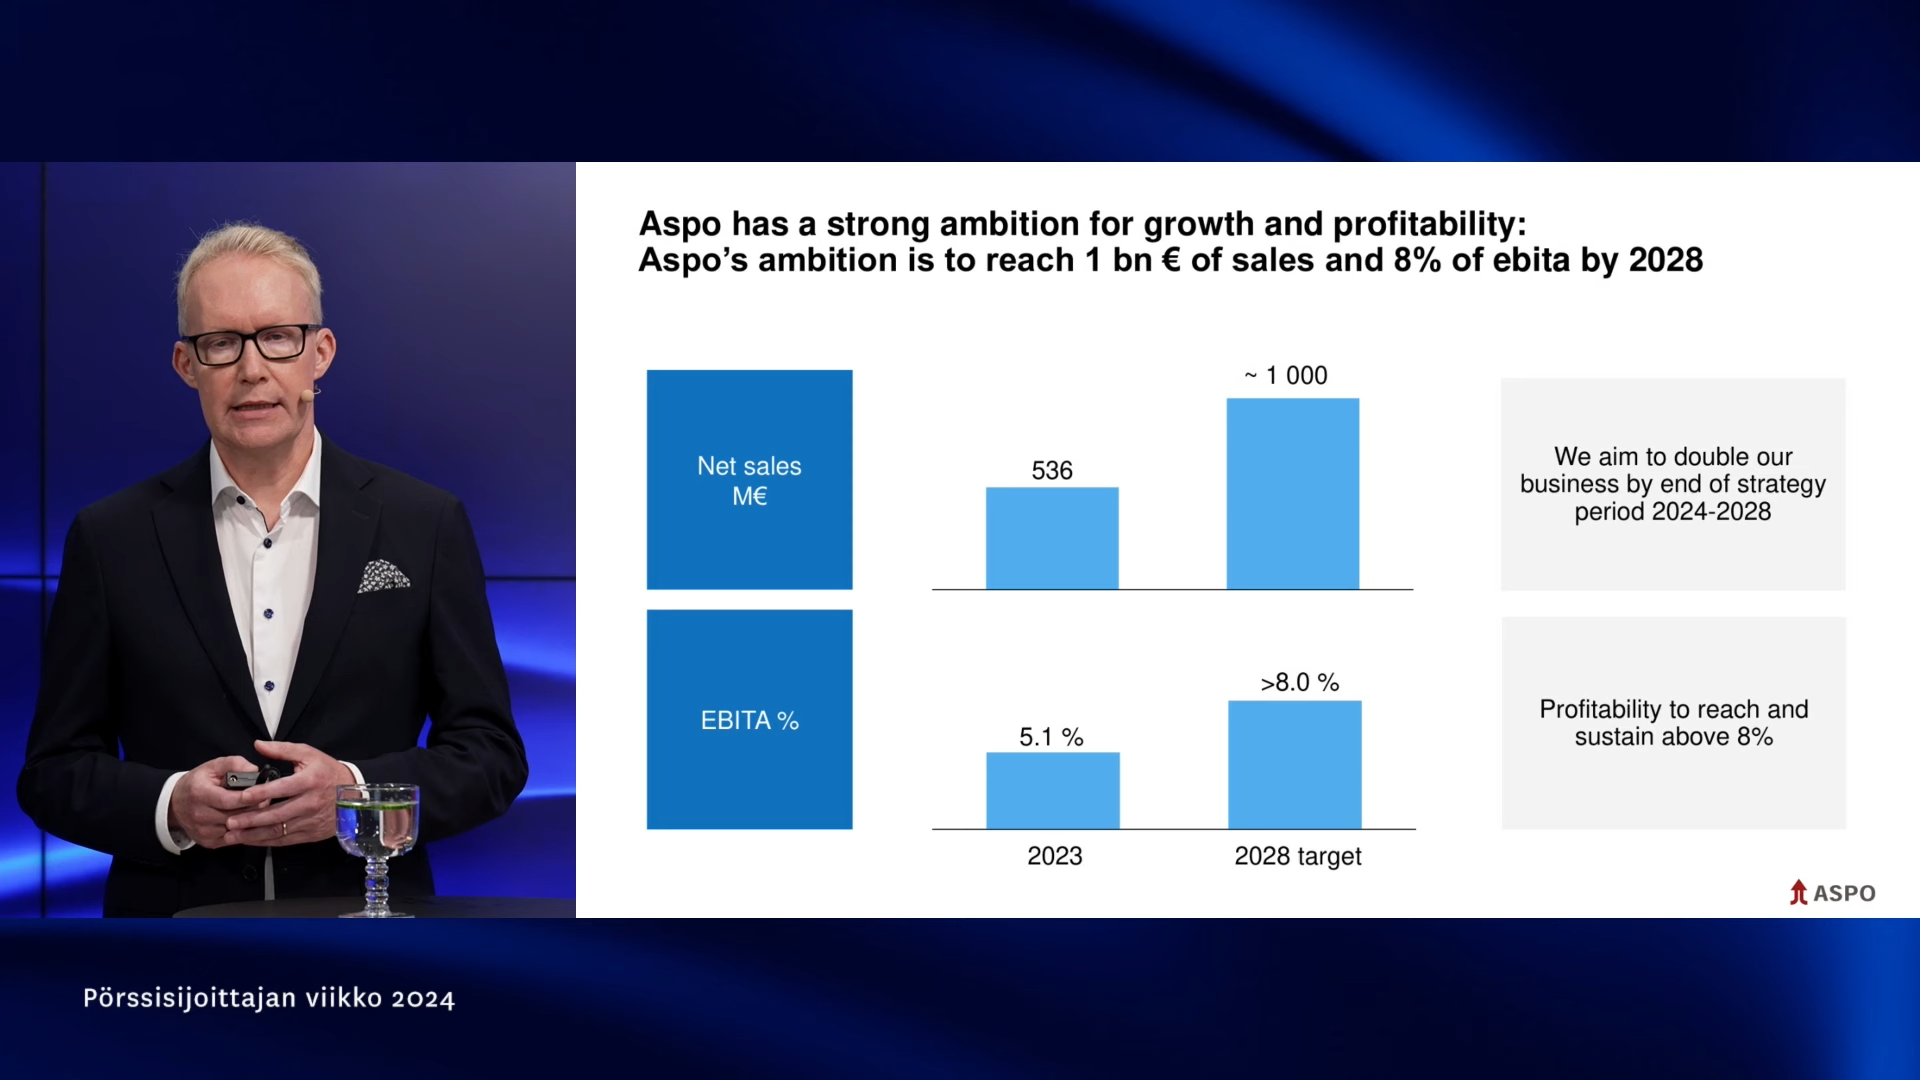 Aspo has a strong ambition for growth and profitability:
Aspo’s ambition is to reach 1 bn € of sales and 8% of ebita by 2028
Net sales
M€
536
~ 1 000
We aim to double our
business by end of strategy
period 2024-2028
EBITA %
5.1 %
>8.0 %
Profitability to reach and
sustain above 8%
2023
2028 target
ASPO
Pörssisijoittajan viikko 2024